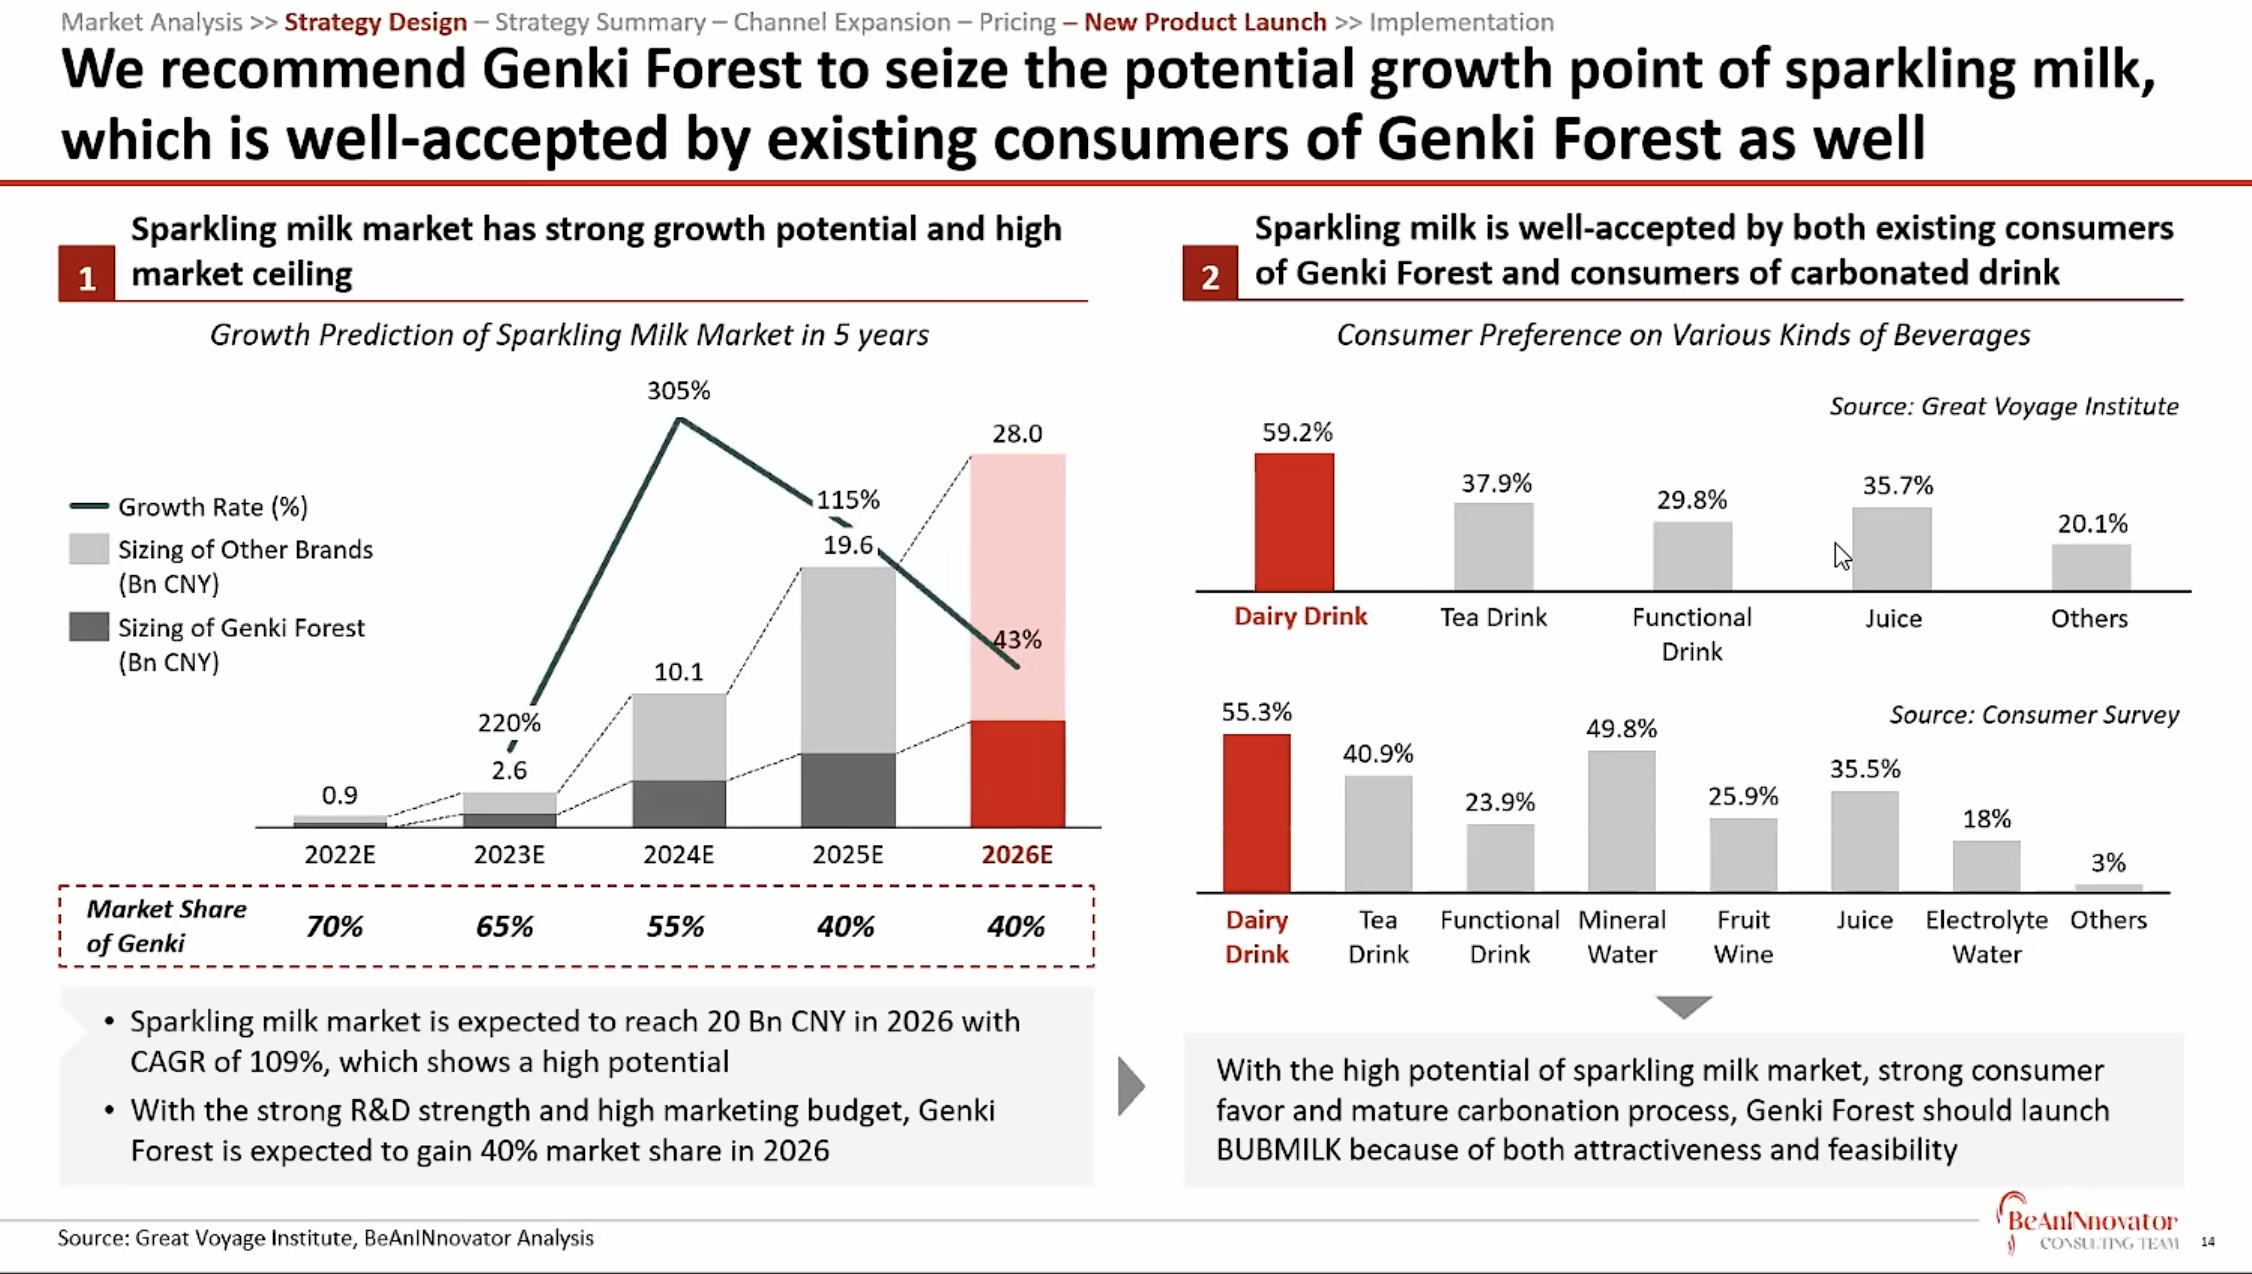 Market Analysis >> Strategy Design – Strategy Summary – Channel Expansion – Pricing – New Product Launch >> Implementation
We recommend Genki Forest to seize the potential growth point of sparkling milk,
which is well-accepted by existing consumers of Genki Forest as well
1
Sparkling milk market has strong growth potential and high
market ceiling
Growth Prediction of Sparkling Milk Market in 5 years
Growth Rate (%)
Sizing of Other Brands
(Bn CNY)
Sizing of Genki Forest
(Bn CNY)
305%
28.0
115%
19.6
43%
10.1
220%
2.6
0.9
2022E 2023E 2024E 2025E 2026E
Market Share
of Genki
70% 65% 55% 40% 40%
• Sparkling milk market is expected to reach 20 Bn CNY in 2026 with
CAGR of 109%, which shows a high potential
• With the strong R&D strength and high marketing budget, Genki
Forest is expected to gain 40% market share in 2026
2
Sparkling milk is well-accepted by both existing consumers
of Genki Forest and consumers of carbonated drink
Consumer Preference on Various Kinds of Beverages
Source: Great Voyage Institute
59.2% 37.9% 29.8% 35.7% 20.1%
Dairy Drink Tea Drink Functional Juice Others
Drink
Source: Consumer Survey
55.3% 40.9% 23.9% 49.8% 25.9% 35.5% 18% 3%
Dairy Tea Functional Mineral Fruit Juice Electrolyte Others
Drink Drink Drink Water Wine Water
With the high potential of sparkling milk market, strong consumer
favor and mature carbonation process, Genki Forest should launch
BUBMILK because of both attractiveness and feasibility
Source: Great Voyage Institute, BeAnINnovator Analysis
BeAnINnovator
CONSULTING TEAM
14